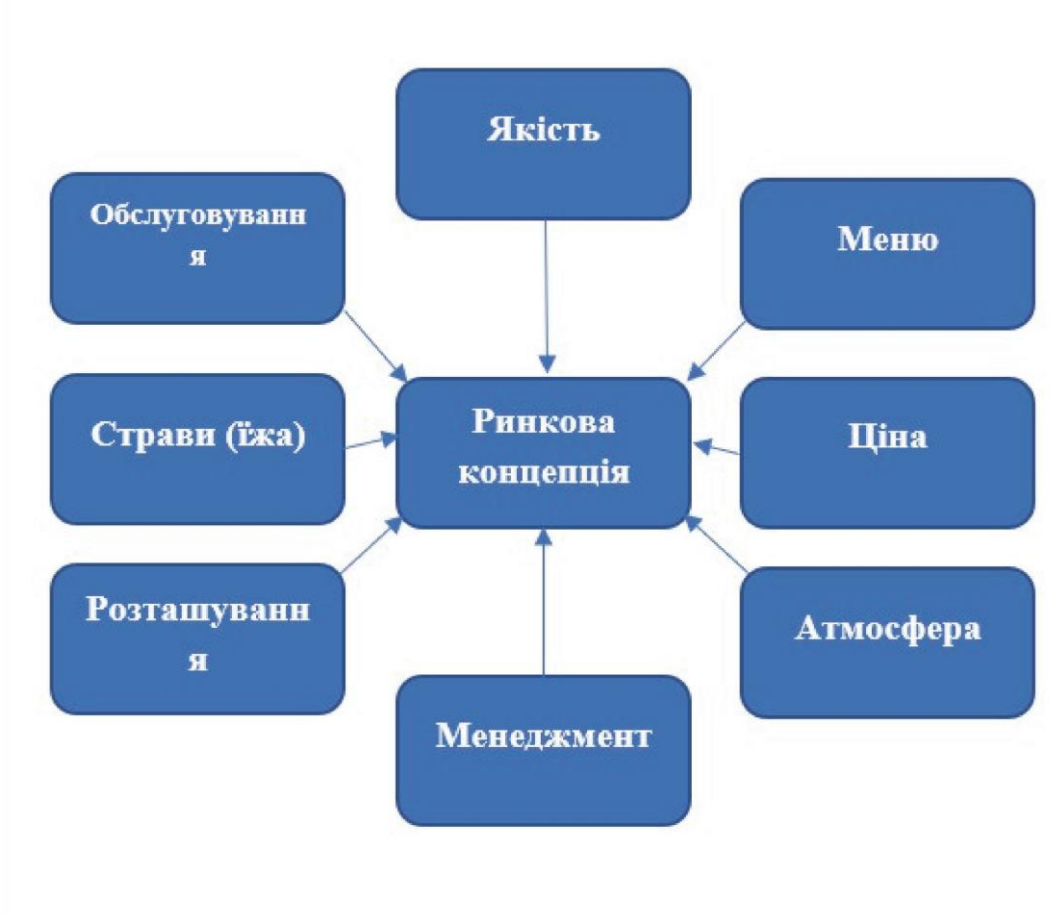 Якість
Обслуговуванн
я
Меню
Страви (їжа)
Ринкова
концепція
Ціна
Розташуванн
я
Атмосфера
Менеджмент